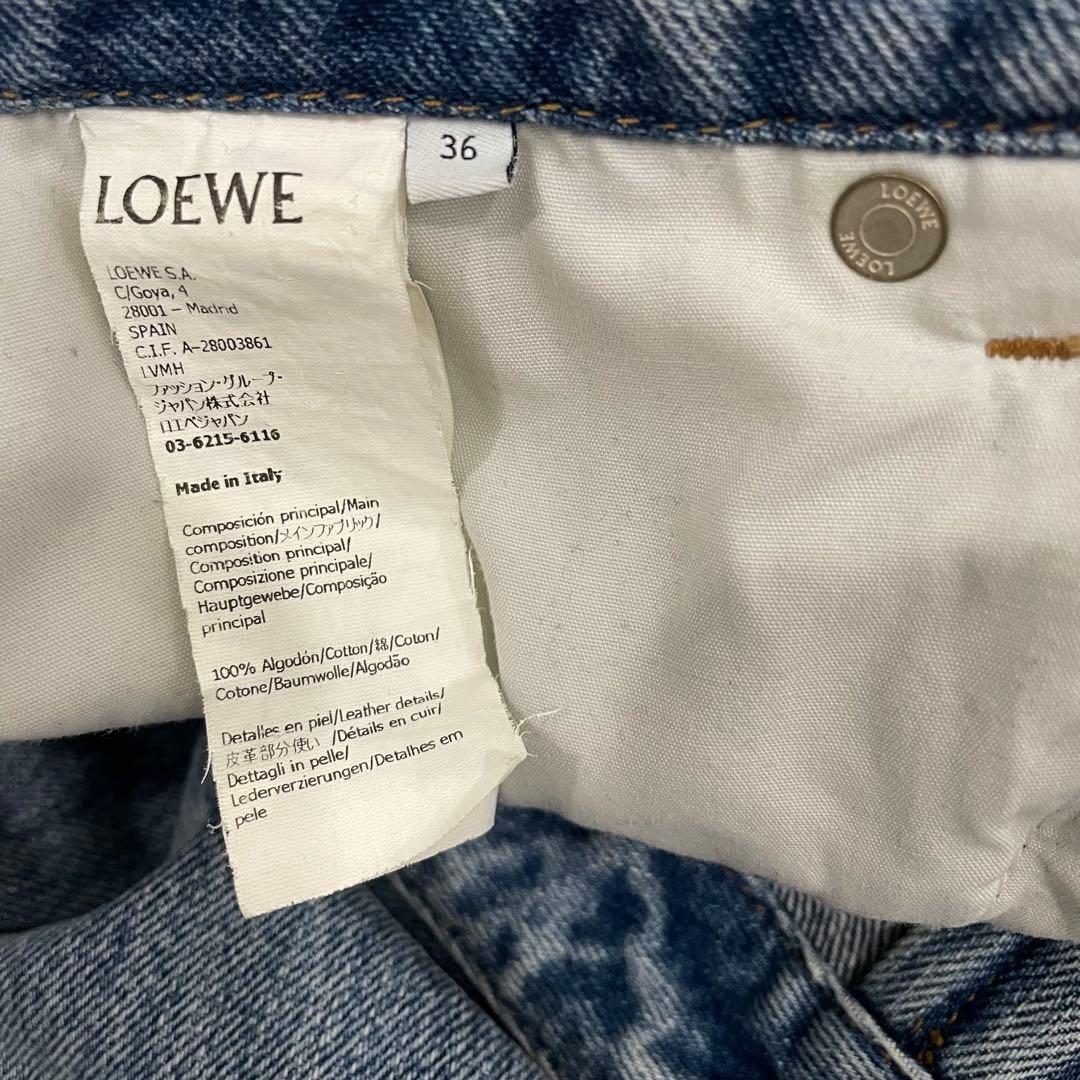 LOEWE
36
LOEWE S.A.
C/Goya, 4
28001 – Madrid
SPAIN
C.I.F. A-28003861
LVMH
ファッション・グループ・
ジャパン株式会社
ロエベジャパン
03-6215-6116
Made in Italy
Composición principal/Main
composition/メインファブリック/
Composition principal/
Composizione principale/
Hauptgewebe/Composição
principal
100% Algodón/Cotton/綿/Coton/
Cotone/Baumwolle/Algodão
Detalles en piel/Leather details/
皮革部分使い /Détails en cuir/
Dettagli in pelle/
Lederverzierungen/Detalhes em
pele
LOEWE
LOEWE